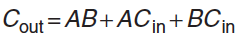 C_out = AB + AC_in + BC_in